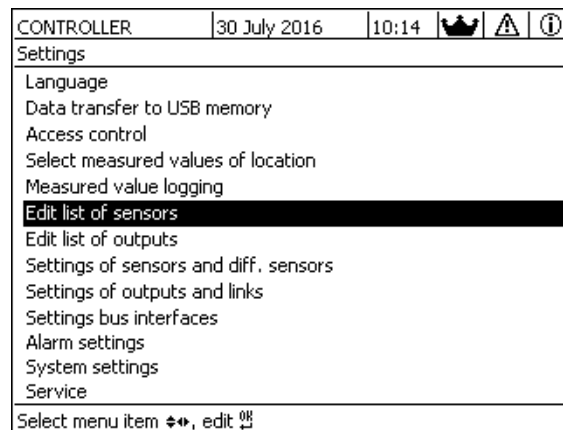 CONTROLLER 30 July 2016 10:14
Settings
Language
Data transfer to USB memory
Access control
Select measured values of location
Measured value logging
Edit list of sensors
Edit list of outputs
Settings of sensors and diff. sensors
Settings of outputs and links
Settings bus interfaces
Alarm settings
System settings
Service
Select menu item, edit OK